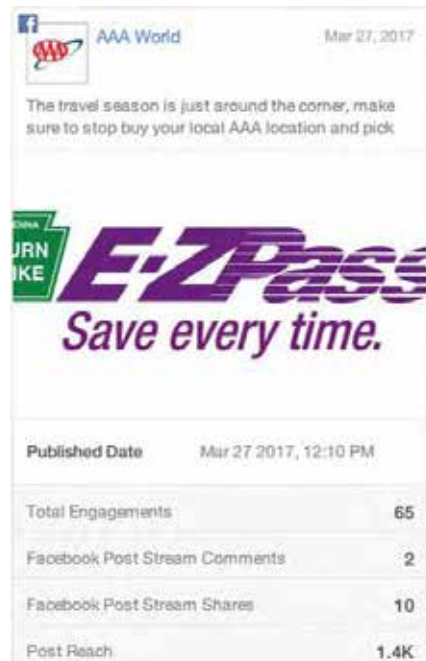 AAA World
Mar 27, 2017
The travel season is just around the corner, make
sure to stop buy your local AAA location and pick
URN
IKE
E-ZPass
Save every time.
Published Date Mar 27 2017, 12:10 PM
Total Engagements 65
Facebook Post Stream Comments 2
Facebook Post Stream Shares 10
Post Reach 1.4K